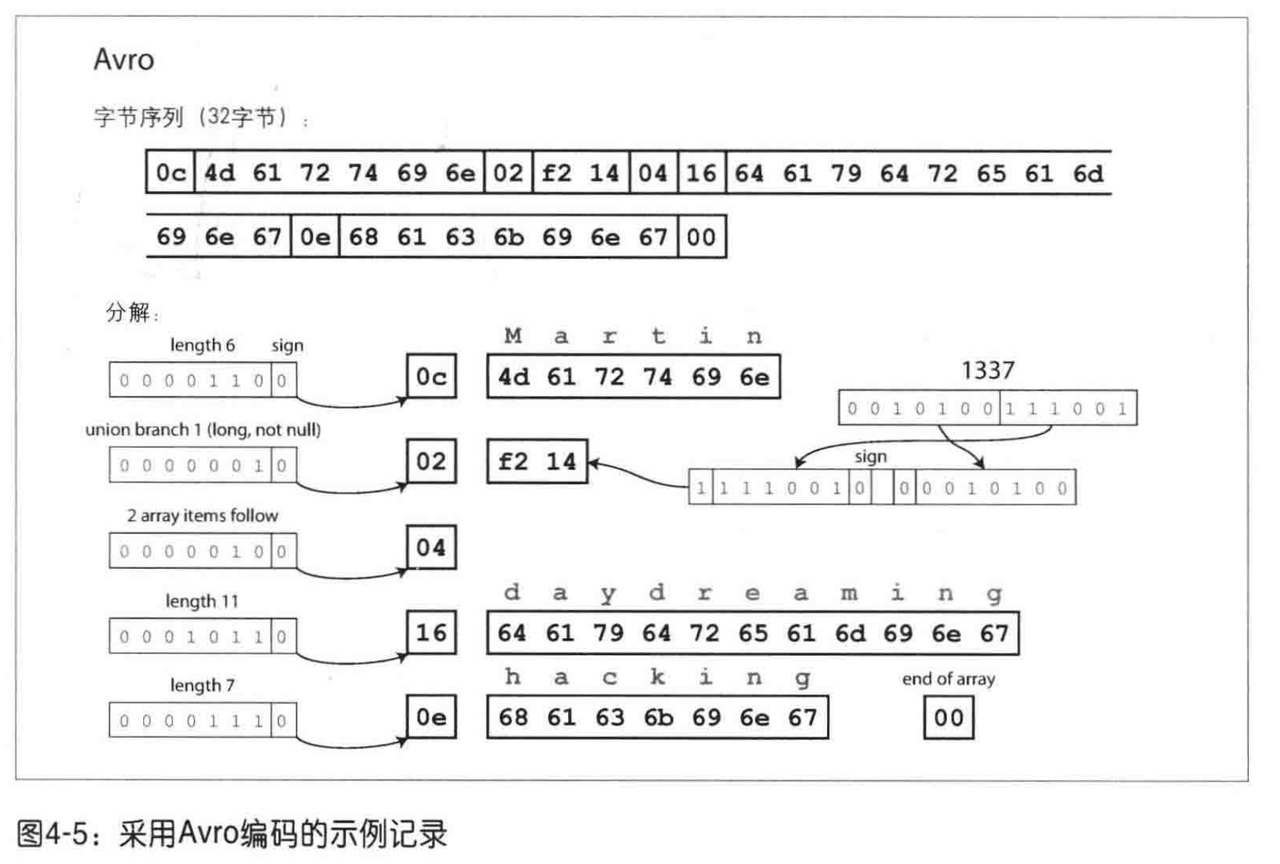 Avro
字节序列（32字节）：
0c 4d 61 72 74 69 6e 02 f2 14 04 16 64 61 79 64 72 65 61 6d
69 6e 67 0e 68 61 63 6b 69 6e 67 00
分解：
length 6 sign
0 0 0 0 1 1 0 0
0c
M a r t i n
4d 61 72 74 69 6e
1337
0 0 1 0 1 0 0 1 1 1 0 0 1
union branch 1 (long, not null)
0 0 0 0 0 0 1 0
02
f2 14
sign
1 1 1 1 0 0 1 0 0 0 0 1 0 1 0 0
2 array items follow
0 0 0 0 0 1 0 0
04
length 11
0 0 0 1 0 1 1 0
16
d a y d r e a m i n g
64 61 79 64 72 65 61 6d 69 6e 67
length 7
0 0 0 0 1 1 1 0
0e
h a c k i n g
68 61 63 6b 69 6e 67
end of array
00
图4-5：采用Avro编码的示例记录